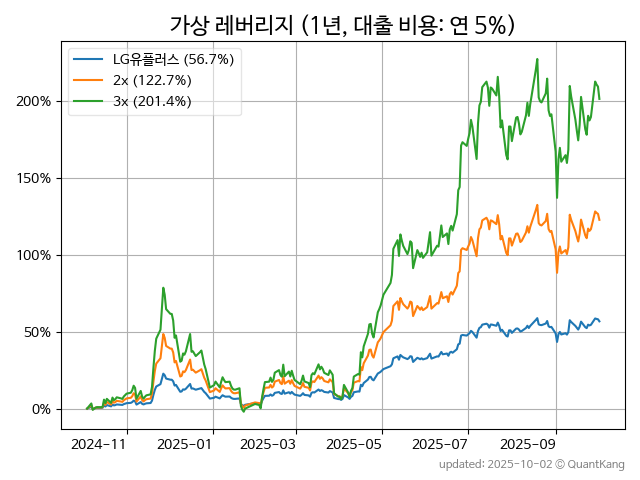 가상 레버리지 (1년, 대출 비용: 연 5%)
LG유플러스 (56.7%)
2x (122.7%)
3x (201.4%)
200%
150%
100%
50%
0%
2024-11 2025-01 2025-03 2025-05 2025-07 2025-09
updated: 2025-10-02 © QuantKang